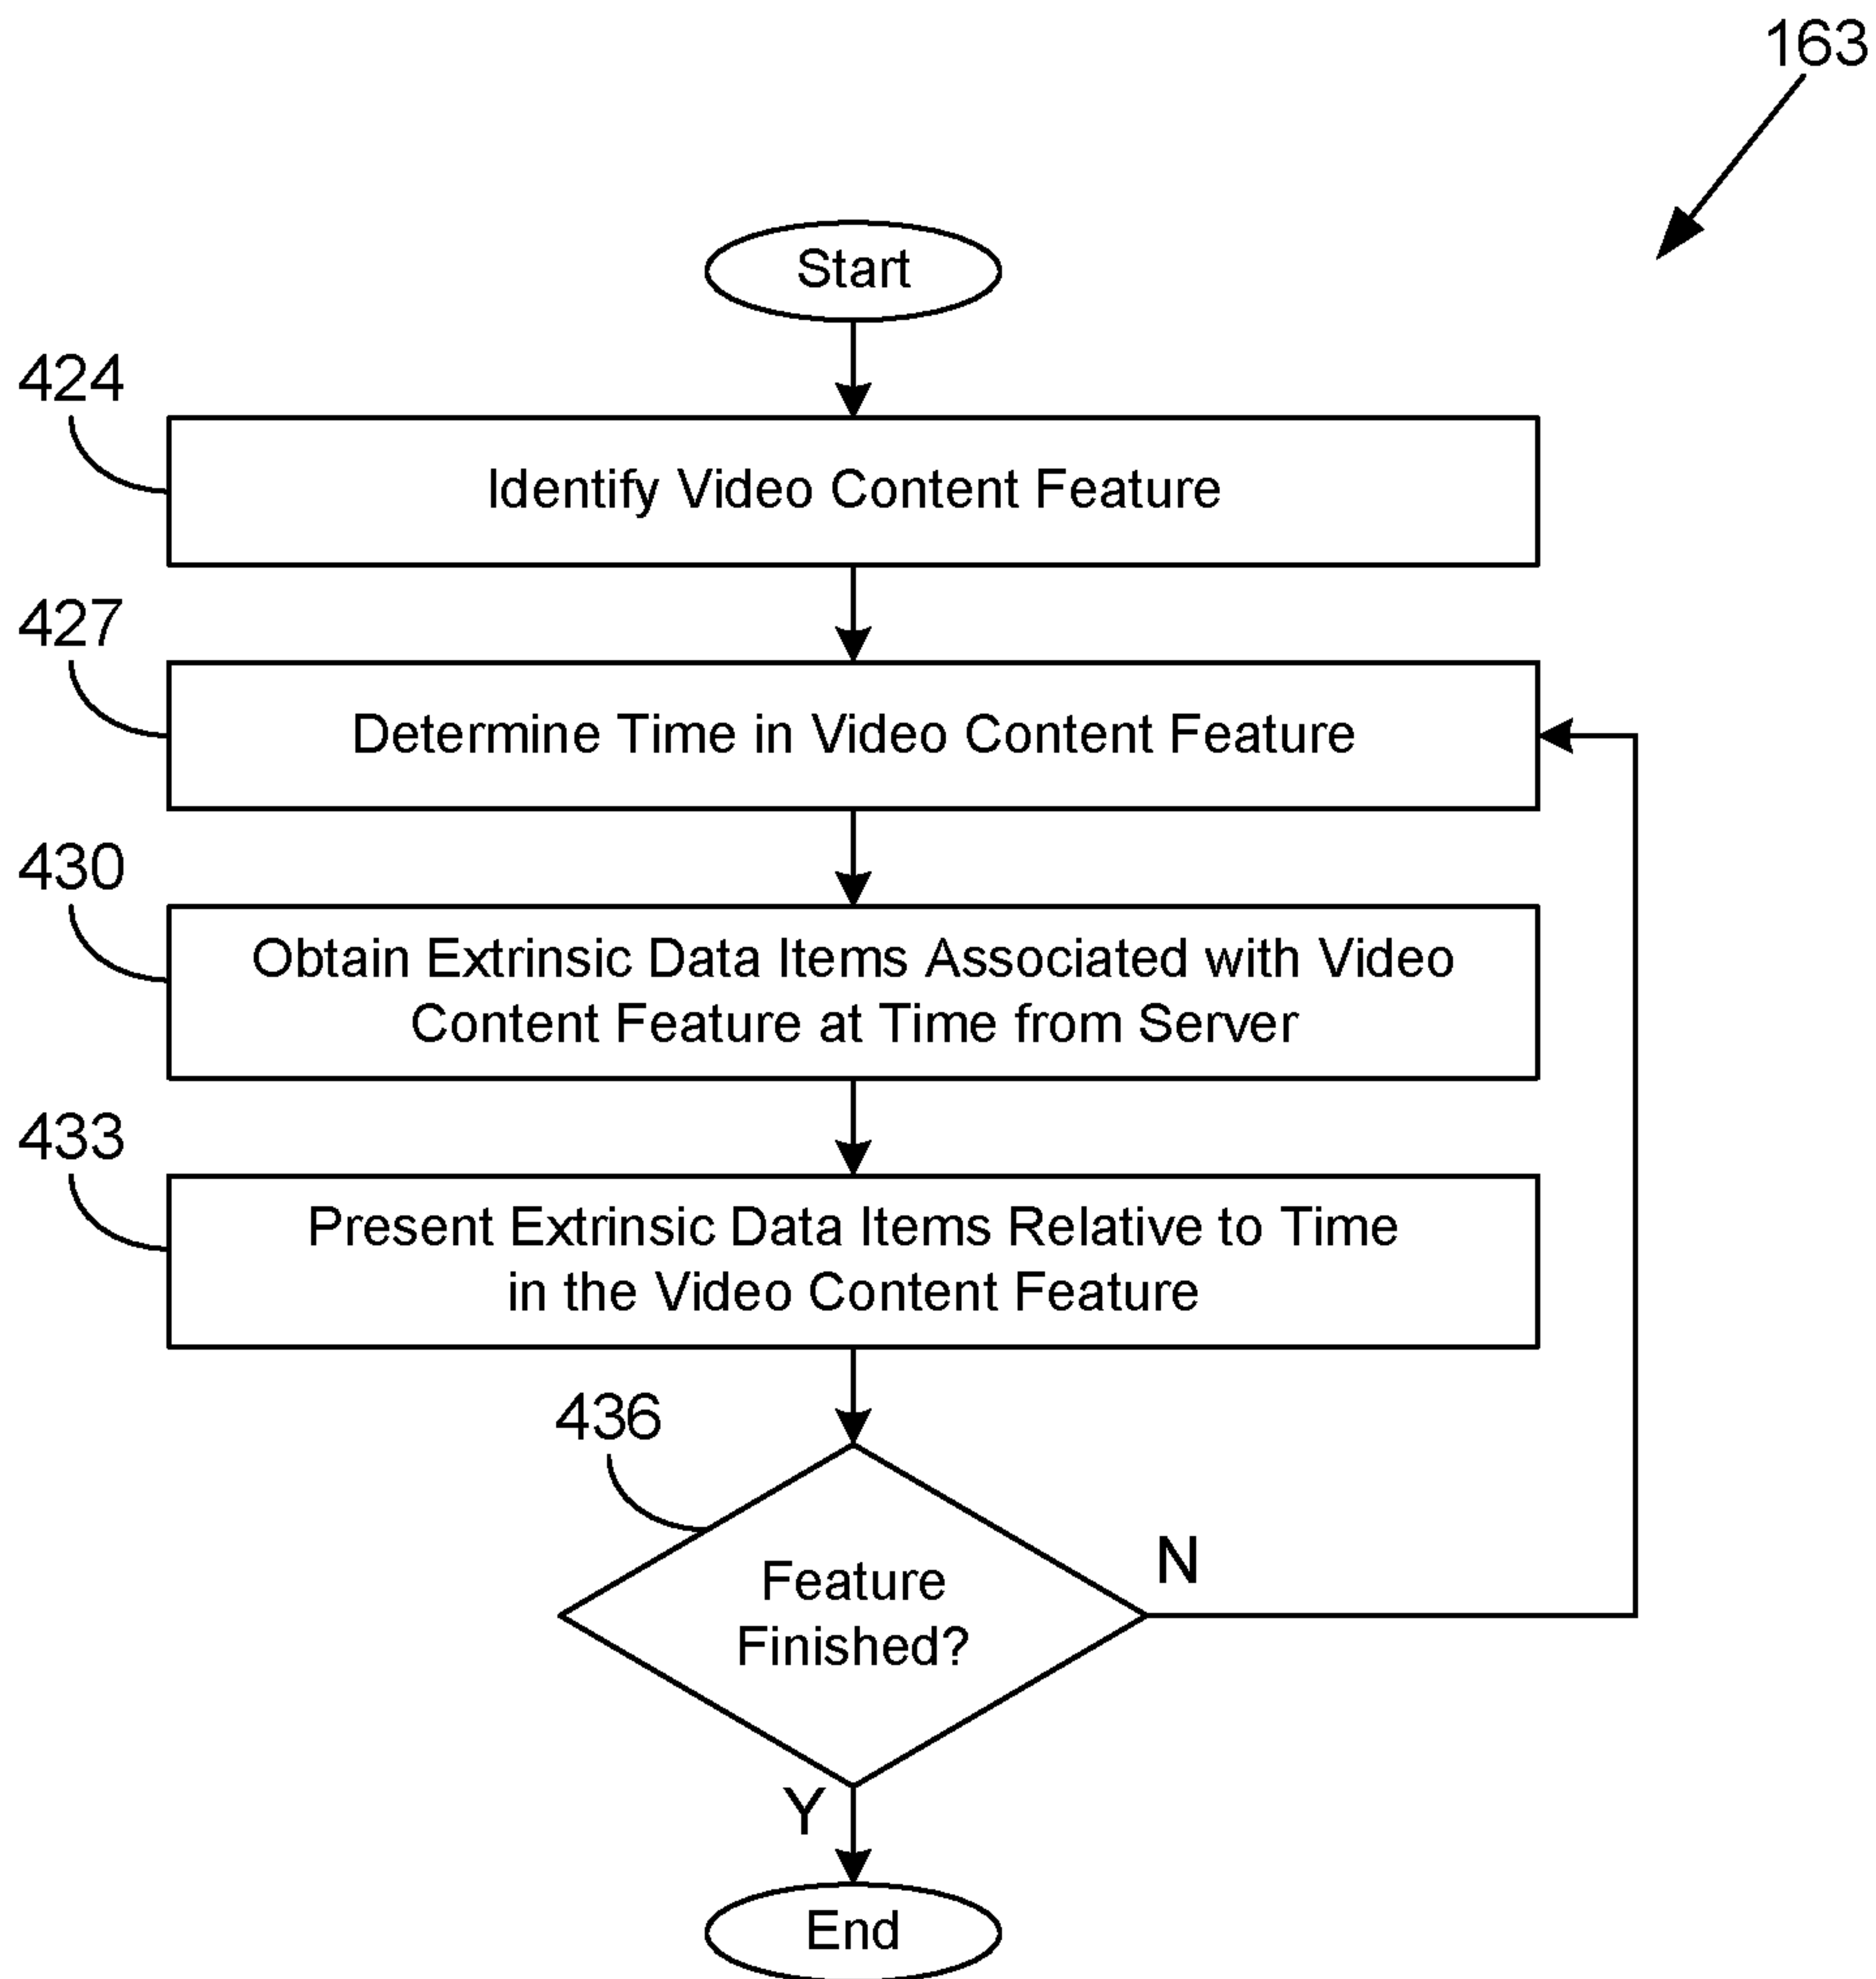 163
Start
424
Identify Video Content Feature
427
Determine Time in Video Content Feature
430
Obtain Extrinsic Data Items Associated with Video
Content Feature at Time from Server
433
Present Extrinsic Data Items Relative to Time
in the Video Content Feature
436
Feature
Finished?
N
Y
End